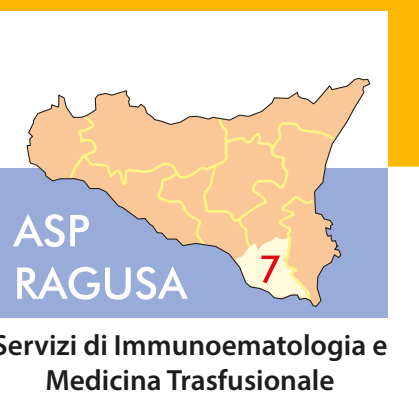 ASP
RAGUSA
7
Servizi di Immunoematologia e
Medicina Trasfusionale